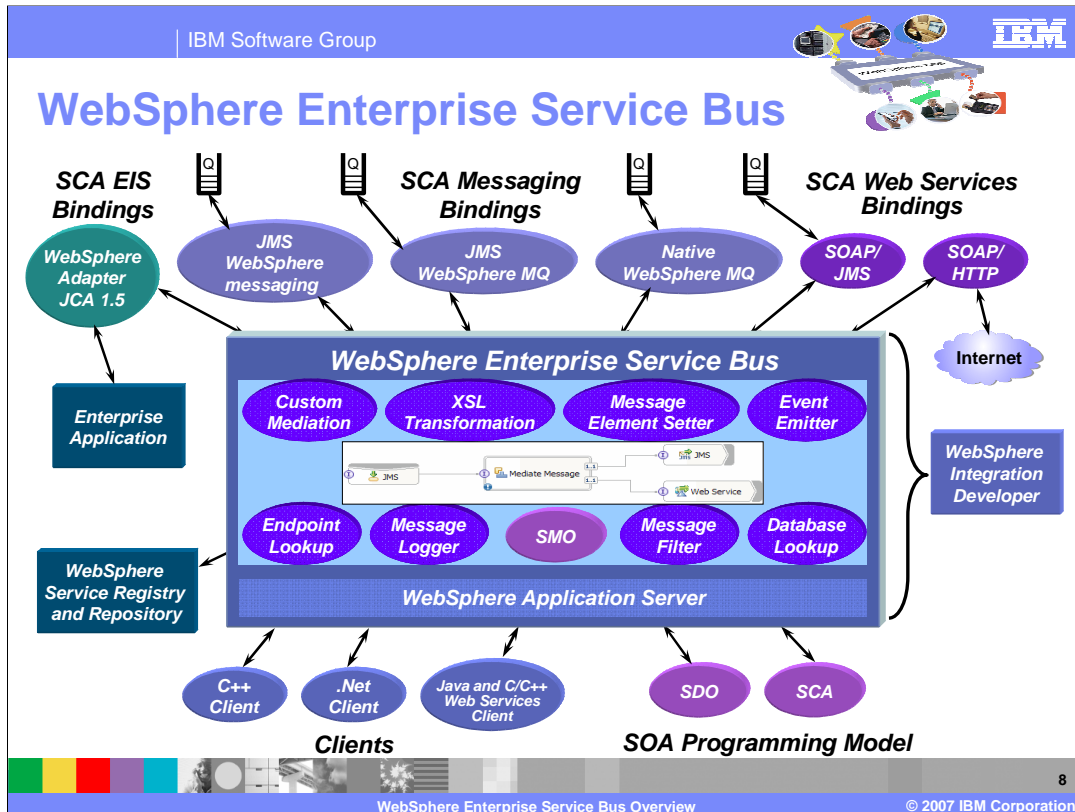 IBM Software Group
IBM
WebSphere Enterprise Service Bus
SCA EIS
Bindings
Q
Q
SCA Messaging
Bindings
Q
Q
SCA Web Services
Bindings
WebSphere
Adapter
JCA 1.5
JMS
WebSphere
messaging
JMS
WebSphere MQ
Native
WebSphere MQ
SOAP/
JMS
SOAP/
HTTP
Internet
Enterprise
Application
WebSphere Enterprise Service Bus
Custom
Mediation
XSL
Transformation
Message
Element Setter
Event
Emitter
JMS
Mediate Message
1..1
1..1
JMS
Web Service
WebSphere
Integration
Developer
Endpoint
Lookup
Message
Logger
SMO
Message
Filter
Database
Lookup
WebSphere
Service Registry
and Repository
WebSphere Application Server
C++
Client
.Net
Client
Java and C/C++
Web Services
Client
SDO
SCA
Clients
SOA Programming Model
8
WebSphere Enterprise Service Bus Overview
© 2007 IBM Corporation